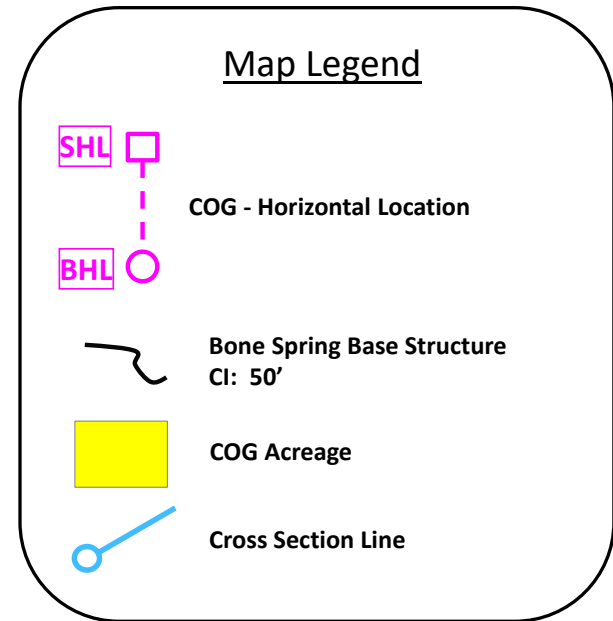 Map Legend
SHL
COG - Horizontal Location
BHL
Bone Spring Base Structure
CI: 50’
COG Acreage
Cross Section Line